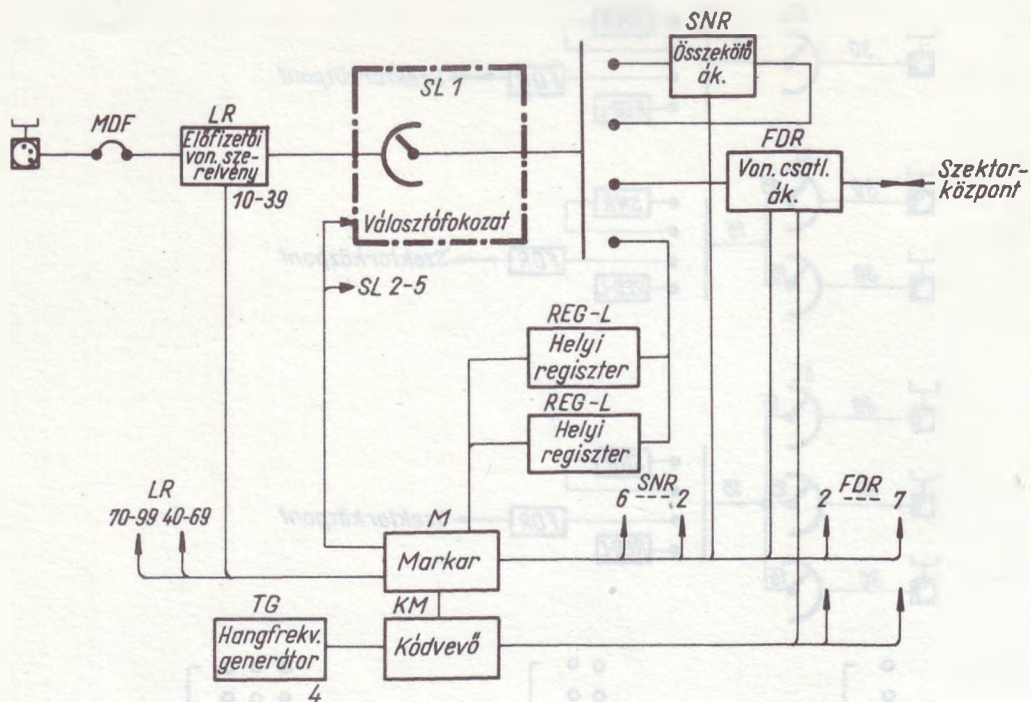 SNR
Összekötő
ák.
SL 1
MDF
LR
Előfizetői
von. sze-
relvény
10-39
FDR
Von. csatl.
ák.
Szektor-
központ
Választófokozat
SL 2-5
REG-L
Helyi
regiszter
REG-L
Helyi
regiszter
LR
70-99 40-69
6 SNR 2
2 FDR 7
M
Markar
TG
Hangfrekv.
generátor
4
KM
Kódvevő